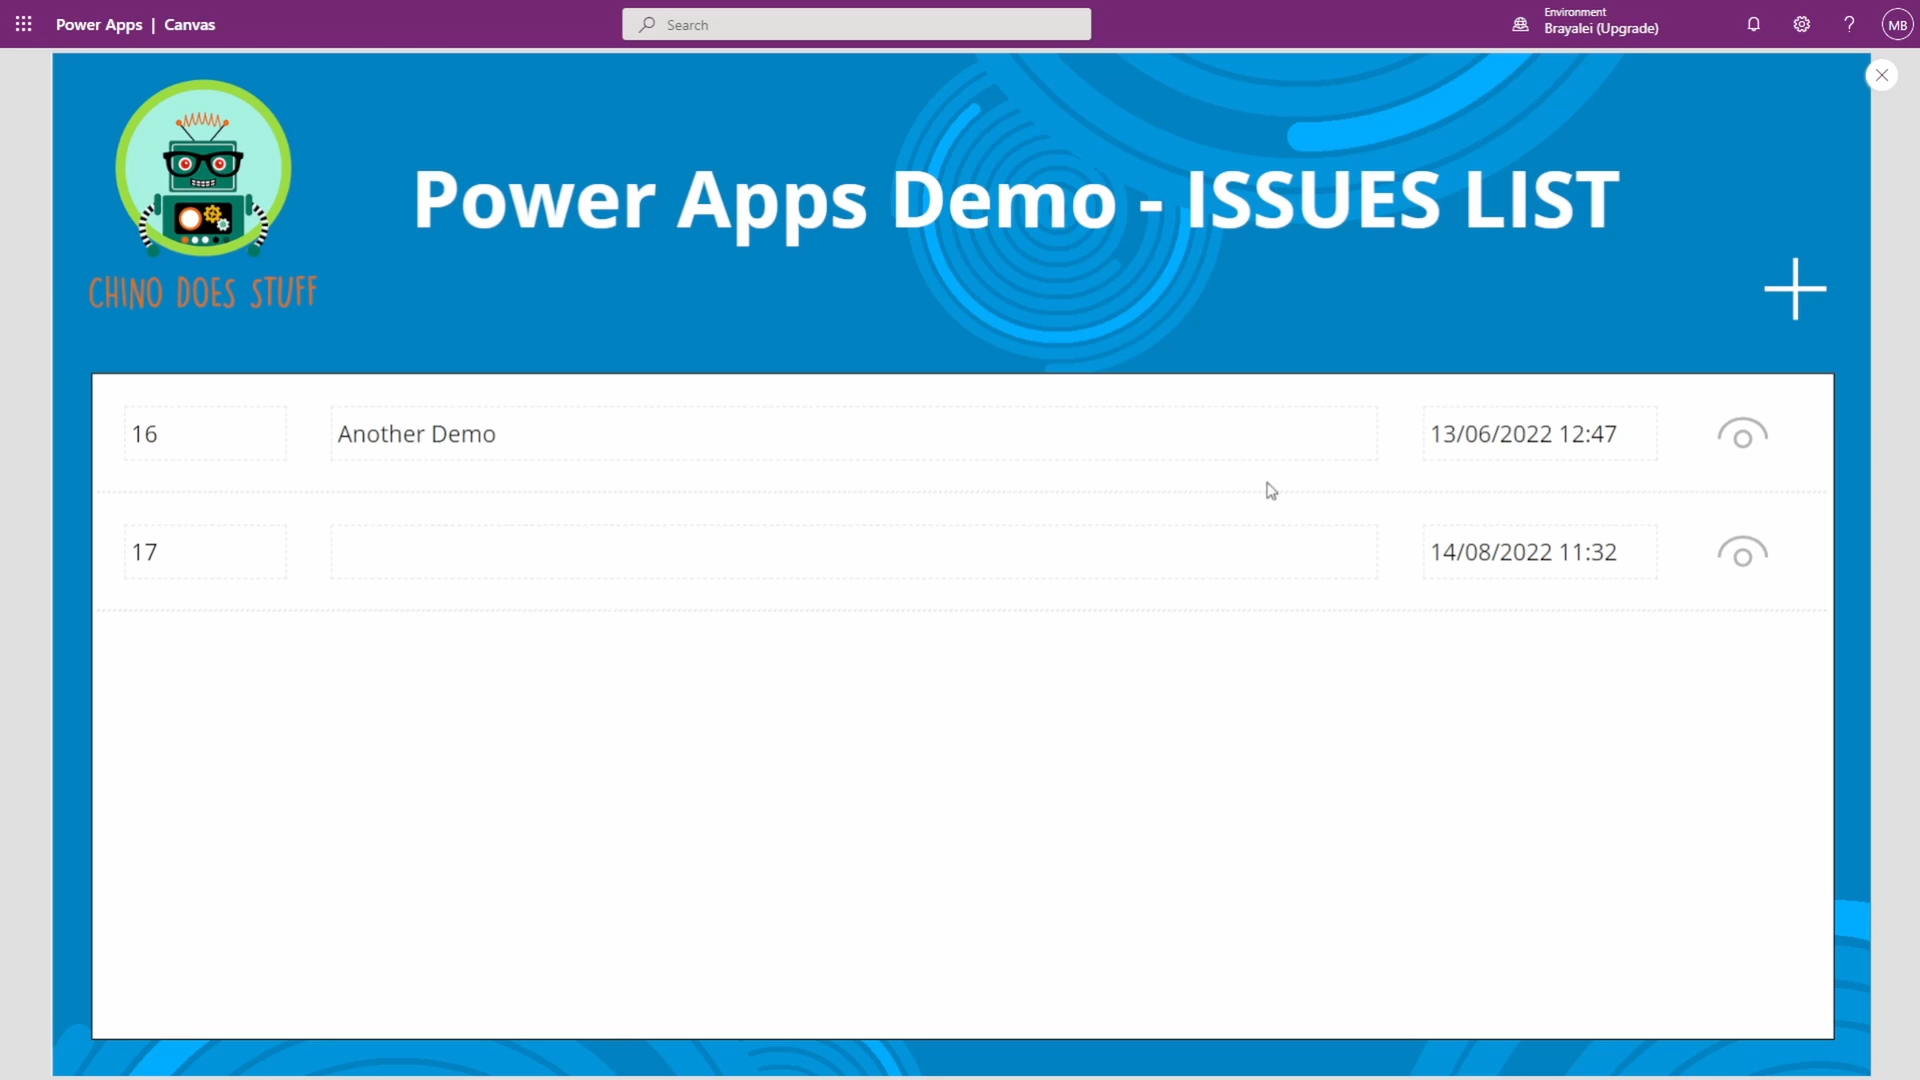 Power Apps | Canvas
Search
Environment
Brayalei (Upgrade)
? MB
Power Apps Demo - ISSUES LIST
CHINO DOES STUFF
16 Another Demo 13/06/2022 12:47
17 14/08/2022 11:32